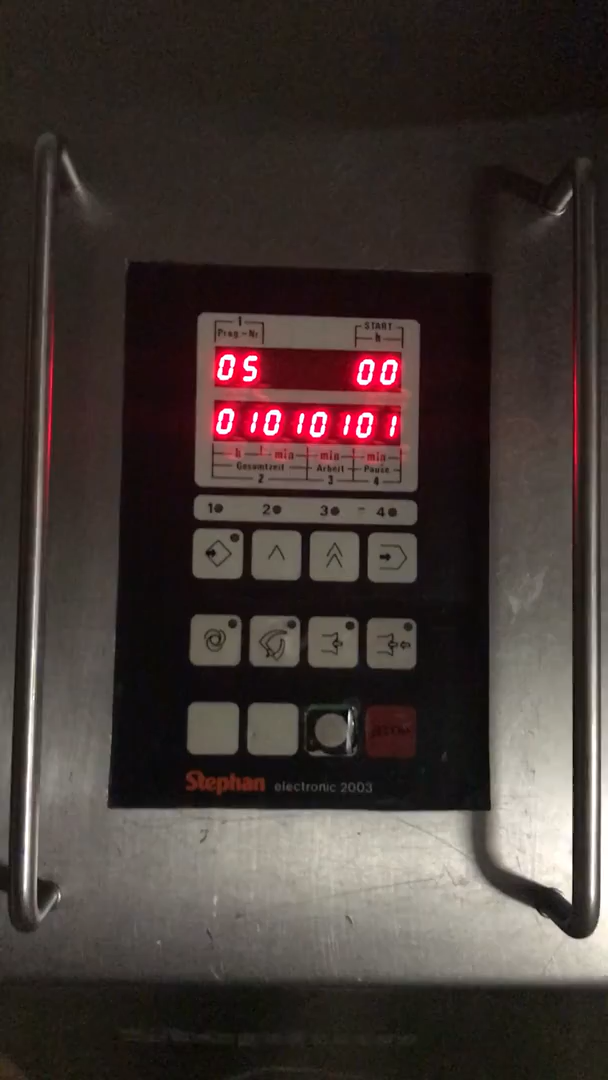 1 START
Prog.-Nr h
05 00
01010101
h min min min
Gesamtzeit Arbeit Pause
2 3 4
1 2 3 4
Stephan electronic 2003